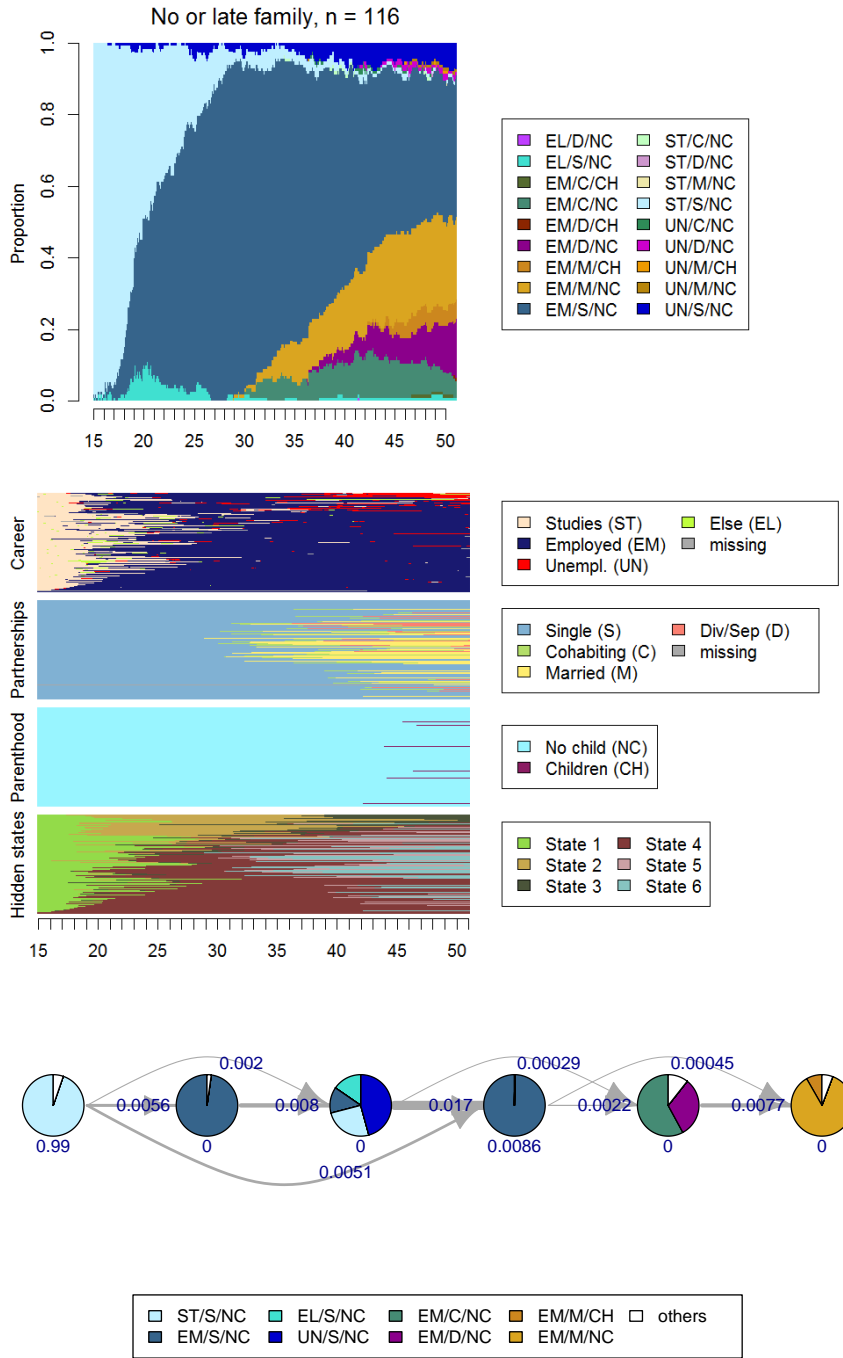 No or late family, n = 116
Proportion
1.0
0.8
0.6
0.4
0.2
0.0
15 20 25 30 35 40 45 50
EL/D/NC ST/C/NC
EL/S/NC ST/D/NC
EM/C/CH ST/M/NC
EM/C/NC ST/S/NC
EM/D/CH UN/C/NC
EM/D/NC UN/D/NC
EM/M/CH UN/M/CH
EM/M/NC UN/M/NC
EM/S/NC UN/S/NC
Career
Studies (ST) Else (EL)
Employed (EM) missing
Unempl. (UN)
Partnerships
Single (S) Div/Sep (D)
Cohabiting (C) missing
Married (M)
Parenthood
No child (NC)
Children (CH)
Hidden states
State 1 State 4
State 2 State 5
State 3 State 6
15 20 25 30 35 40 45 50
0.002 0.00029 0.00045
0.0056 0.008 0.017 0.0022 0.0077
0.99 0 0 0.0086 0 0
0.0051
ST/S/NC EL/S/NC EM/C/NC EM/M/CH others
EM/S/NC UN/S/NC EM/D/NC EM/M/NC